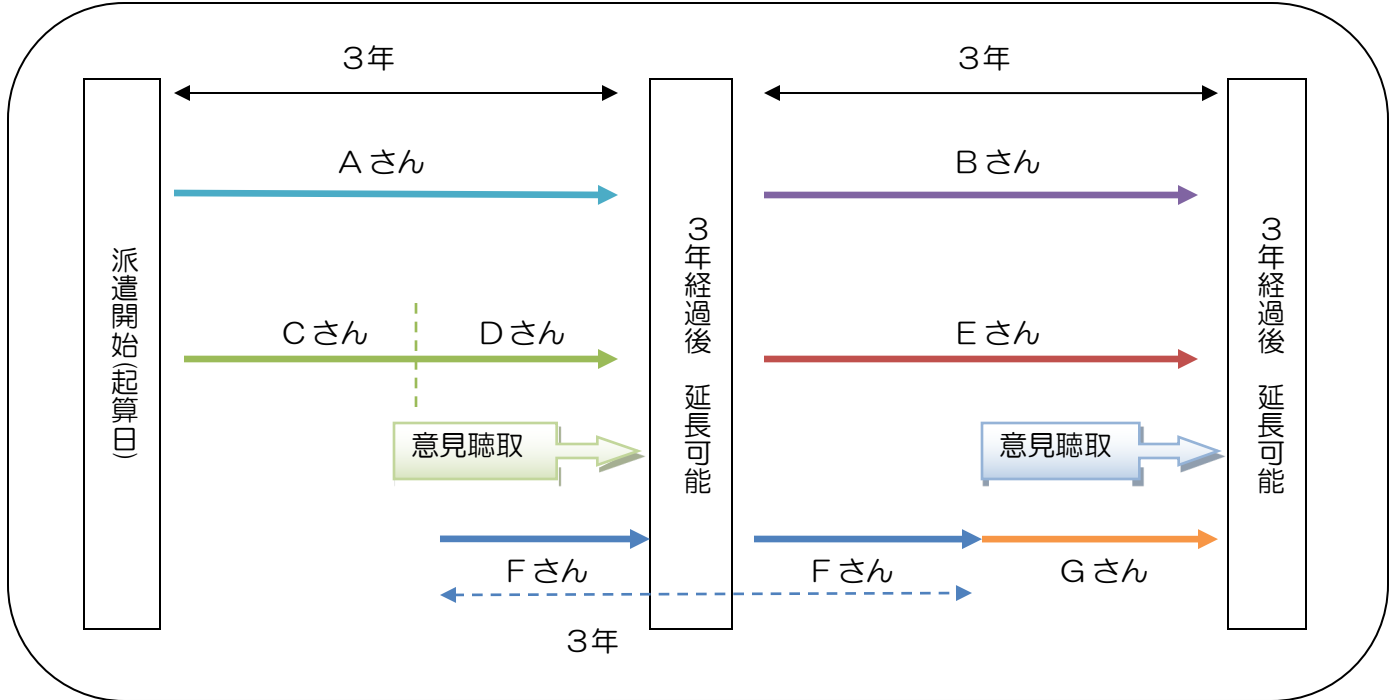 ３年
３年
Ａさん
Ｂさん
派遣開始(起算日)
３年経過後　延長可能
３年経過後　延長可能
Ｃさん
Ｄさん
Ｅさん
意見聴取
意見聴取
Ｆさん
Ｆさん
Ｇさん
３年